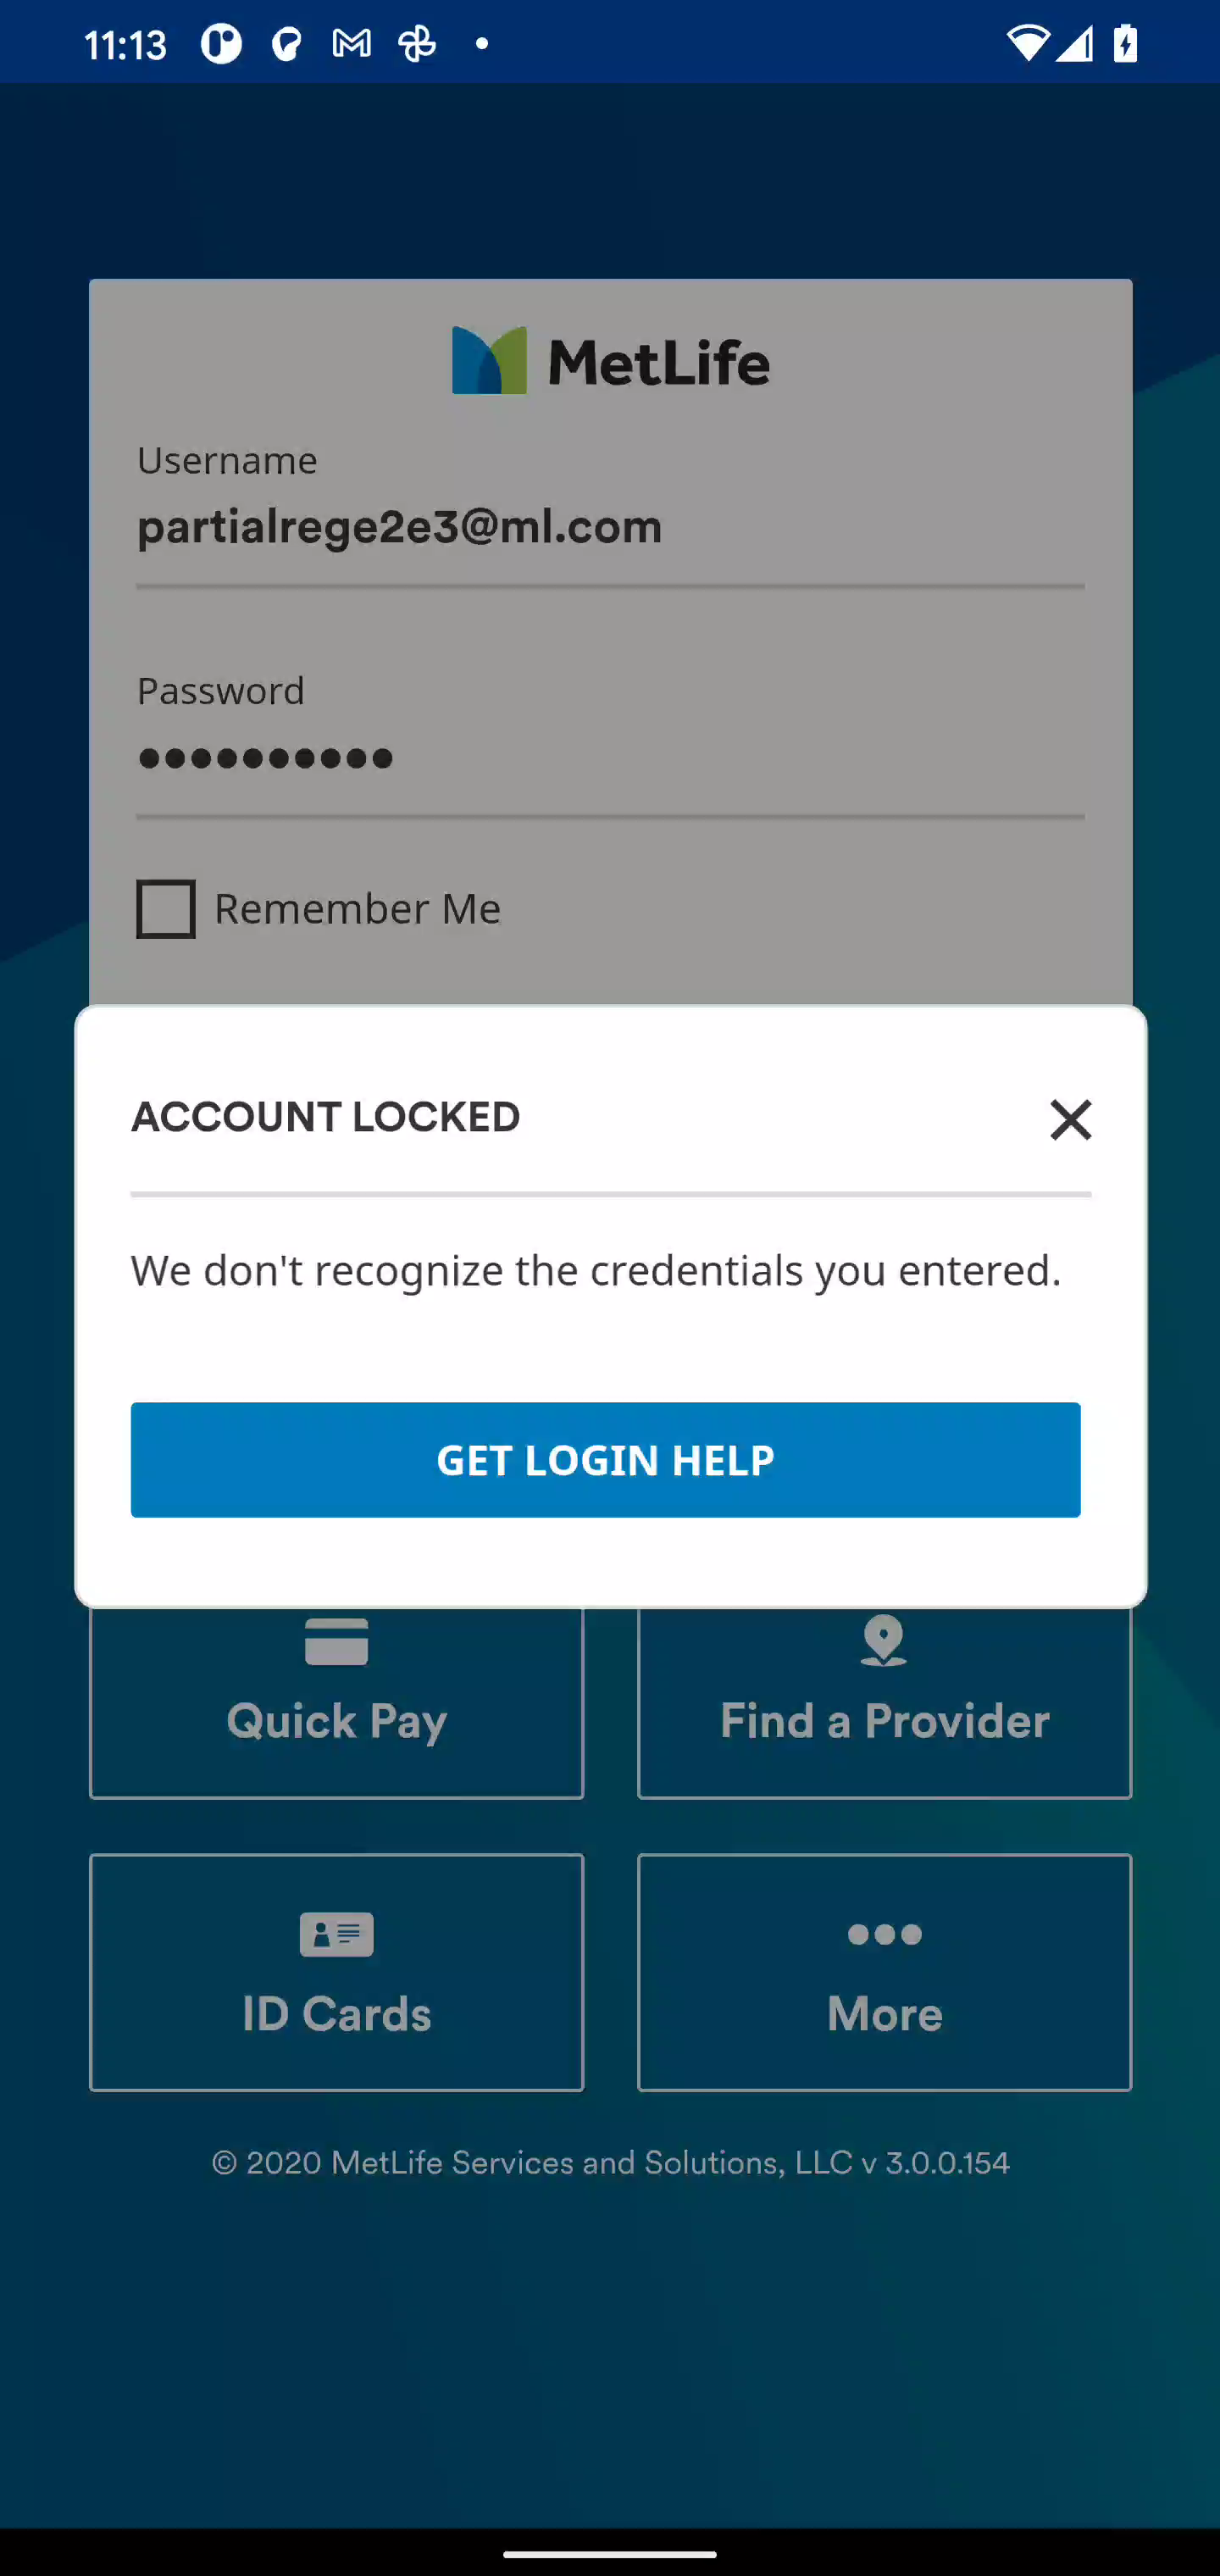 11:13
MetLife
Username
partialrege2e3@ml.com
Password
Remember Me
ACCOUNT LOCKED
We don't recognize the credentials you entered.
GET LOGIN HELP
Quick Pay
Find a Provider
ID Cards
More
© 2020 MetLife Services and Solutions, LLC v 3.0.0.154